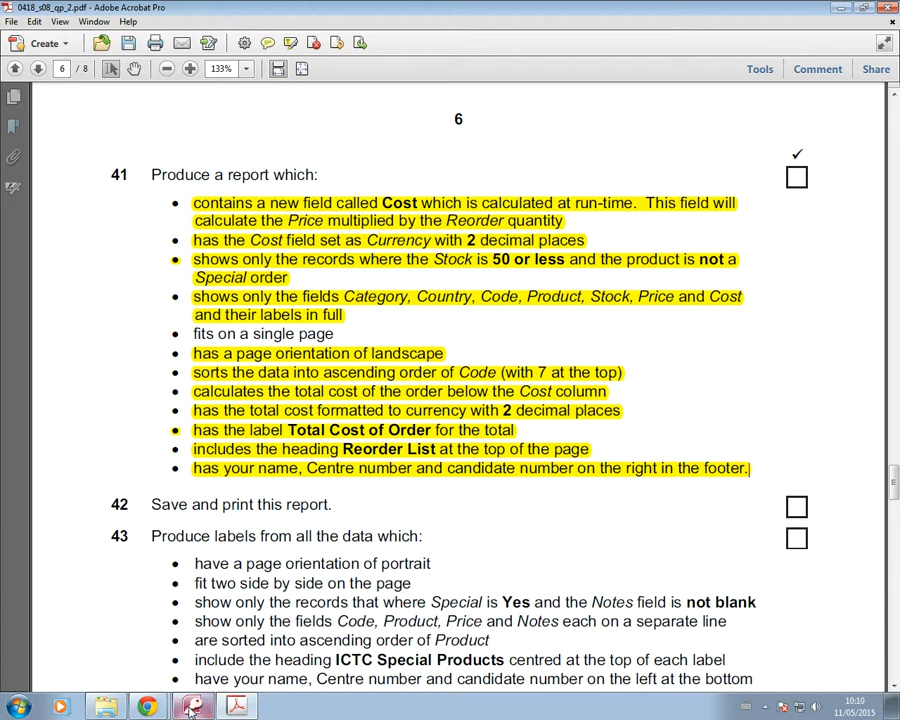 0418_s08_qp_2.pdf - Adobe Acrobat Pro
File Edit View Window Help
Create
6 / 8 133% Tools Comment Share
6
✓
41 Produce a report which:
• contains a new field called Cost which is calculated at run-time. This field will
calculate the Price multiplied by the Reorder quantity
• has the Cost field set as Currency with 2 decimal places
• shows only the records where the Stock is 50 or less and the product is not a
Special order
• shows only the fields Category, Country, Code, Product, Stock, Price and Cost
and their labels in full
• fits on a single page
• has a page orientation of landscape
• sorts the data into ascending order of Code (with 7 at the top)
• calculates the total cost of the order below the Cost column
• has the total cost formatted to currency with 2 decimal places
• has the label Total Cost of Order for the total
• includes the heading Reorder List at the top of the page
• has your name, Centre number and candidate number on the right in the footer.
42 Save and print this report.
43 Produce labels from all the data which:
• have a page orientation of portrait
• fit two side by side on the page
• show only the records that where Special is Yes and the Notes field is not blank
• show only the fields Code, Product, Price and Notes each on a separate line
• are sorted into ascending order of Product
• include the heading ICTC Special Products centred at the top of each label
• have your name, Centre number and candidate number on the left at the bottom
10:10
11/05/2015